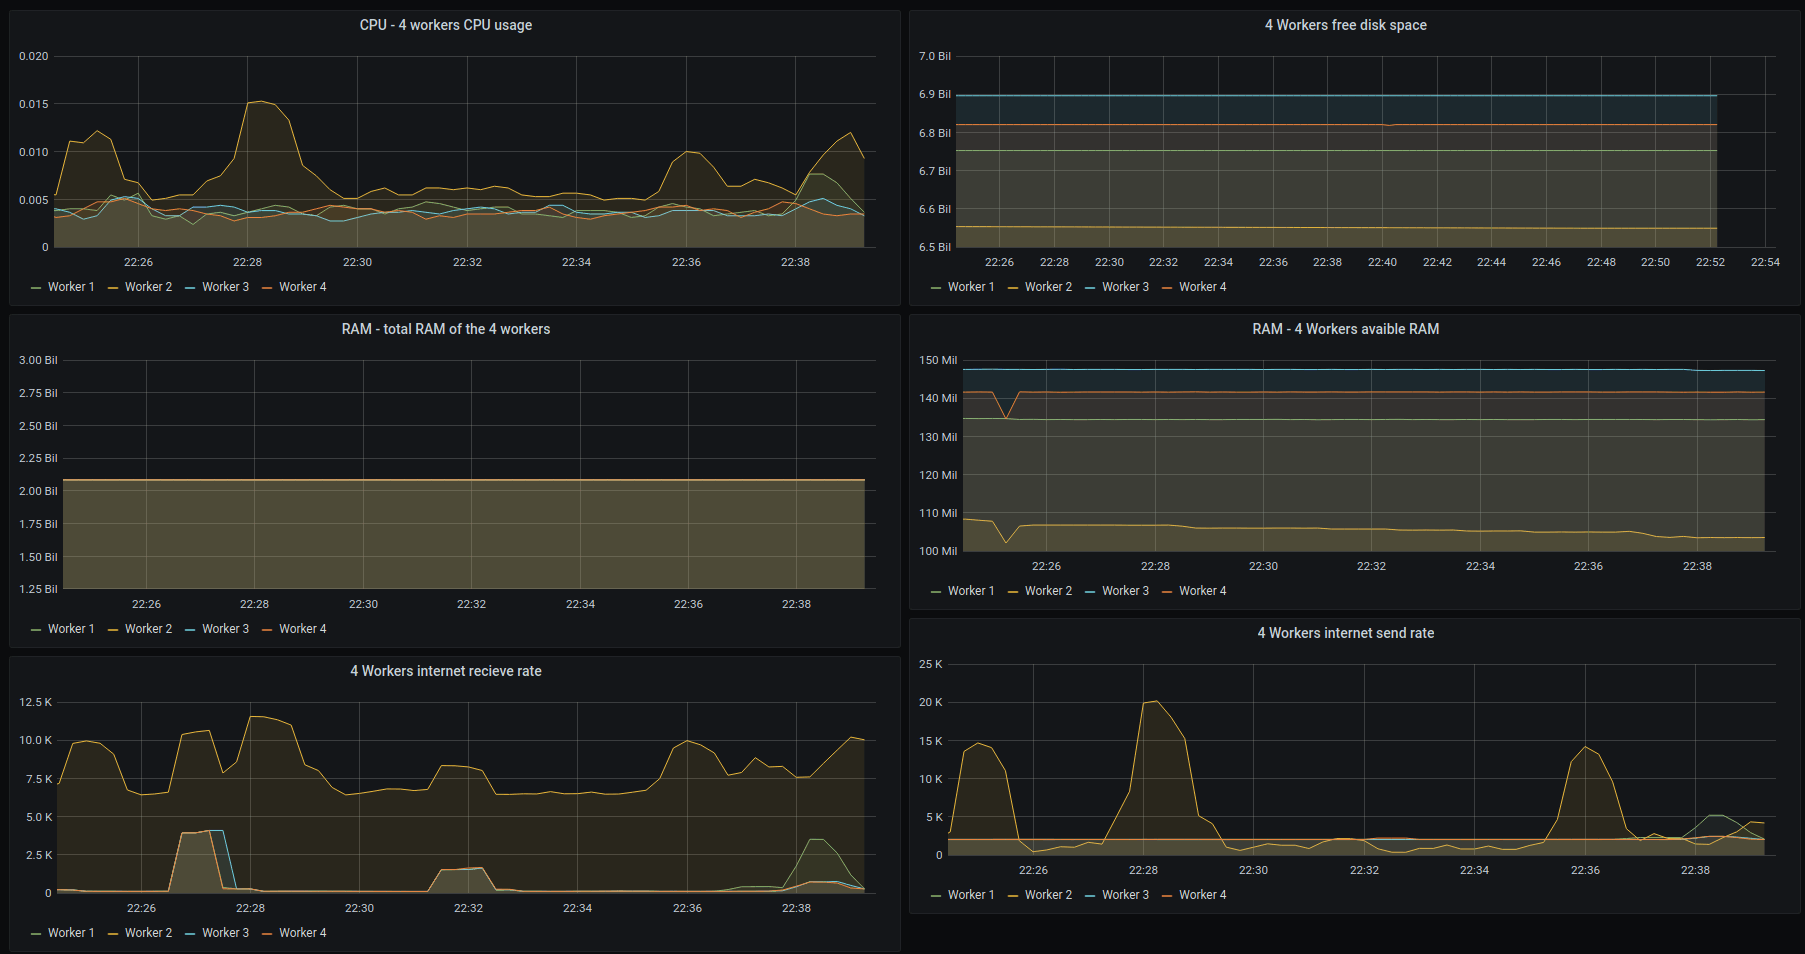 CPU - 4 workers CPU usage
0.020
0.015
0.010
0.005
0
22:26 22:28 22:30 22:32 22:34 22:36 22:38
Worker 1 Worker 2 Worker 3 Worker 4
4 Workers free disk space
7.0 Bil
6.9 Bil
6.8 Bil
6.7 Bil
6.6 Bil
6.5 Bil
22:26 22:28 22:30 22:32 22:34 22:36 22:38 22:40 22:42 22:44 22:46 22:48 22:50 22:52 22:54
Worker 1 Worker 2 Worker 3 Worker 4
RAM - total RAM of the 4 workers
3.00 Bil
2.75 Bil
2.50 Bil
2.25 Bil
2.00 Bil
1.75 Bil
1.50 Bil
1.25 Bil
22:26 22:28 22:30 22:32 22:34 22:36 22:38
Worker 1 Worker 2 Worker 3 Worker 4
RAM - 4 Workers avaible RAM
150 Mil
140 Mil
130 Mil
120 Mil
110 Mil
100 Mil
22:26 22:28 22:30 22:32 22:34 22:36 22:38
Worker 1 Worker 2 Worker 3 Worker 4
4 Workers internet recieve rate
12.5 K
10.0 K
7.5 K
5.0 K
2.5 K
0
22:26 22:28 22:30 22:32 22:34 22:36 22:38
Worker 1 Worker 2 Worker 3 Worker 4
4 Workers internet send rate
25 K
20 K
15 K
10 K
5 K
0
22:26 22:28 22:30 22:32 22:34 22:36 22:38
Worker 1 Worker 2 Worker 3 Worker 4